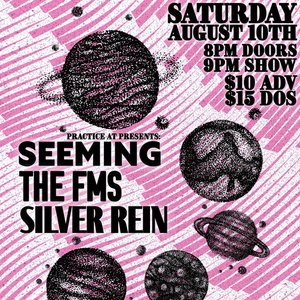 SATURDAY
AUGUST 10TH
8PM DOORS
9PM SHOW
$10 ADV
$15 DOS
PRACTICE AT PRESENTS:
SEEMING
THE FMS
SILVER REIN